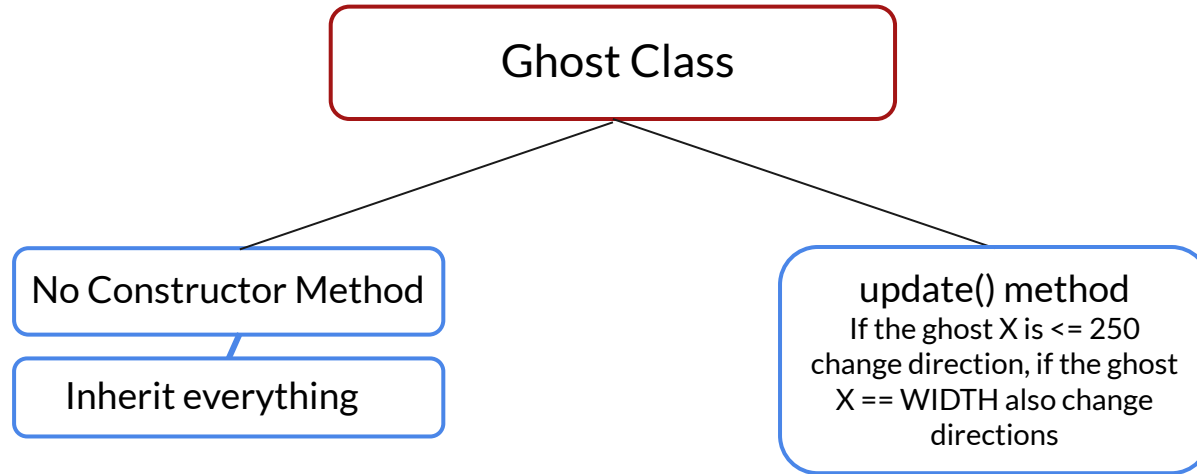 Ghost Class
No Constructor Method
Inherit everything
update() method
If the ghost X is <= 250
change direction, if the ghost
X == WIDTH also change
directions